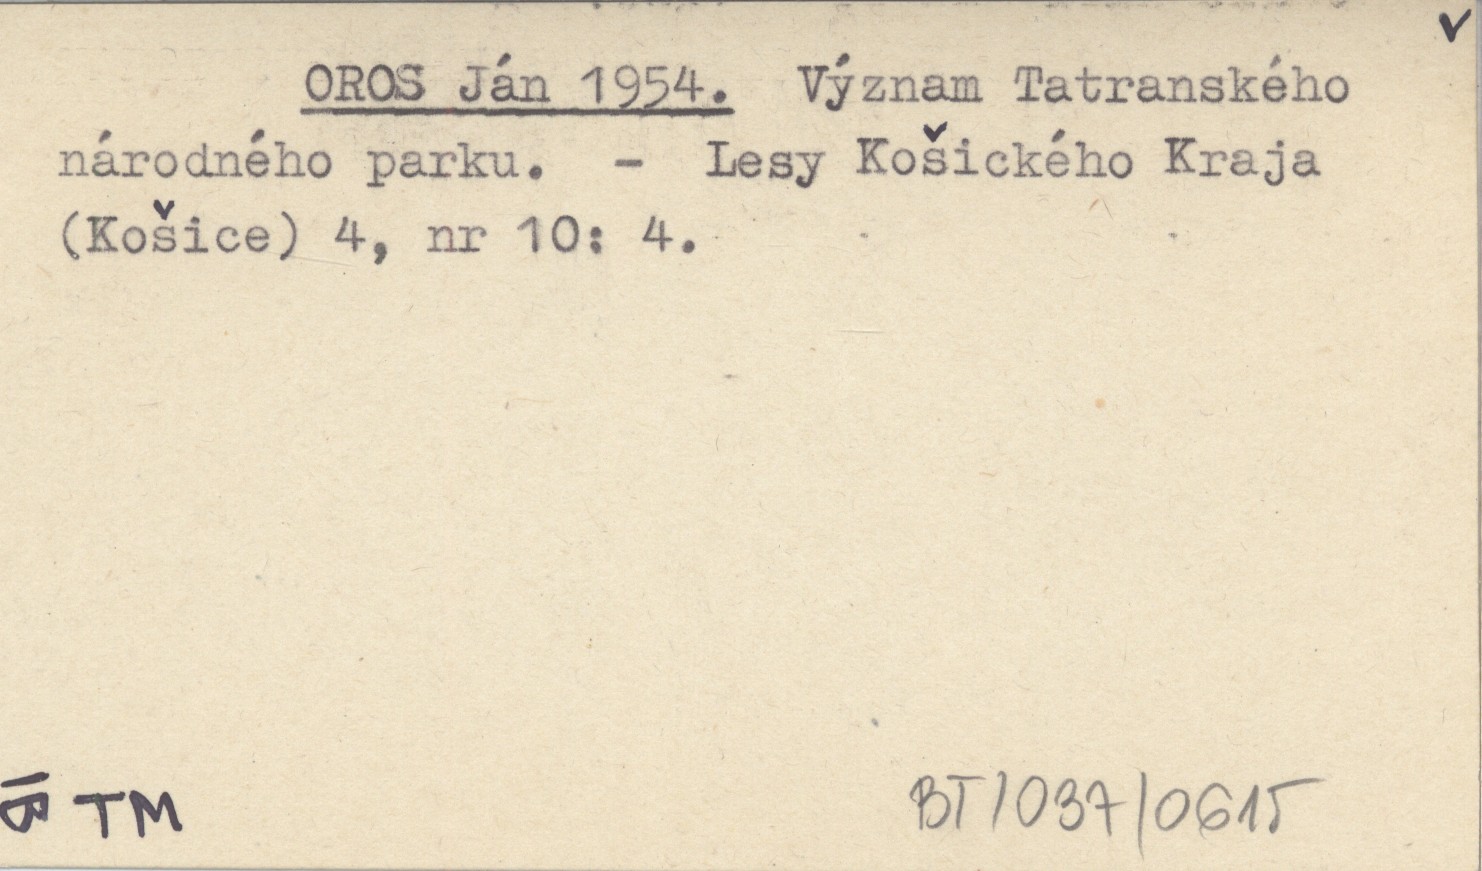 OROS Ján 1954. Význam Tatranského
národného parku. - Lesy Košického Kraja
(Košice) 4, nr 10: 4.
TM
BT/037/0615